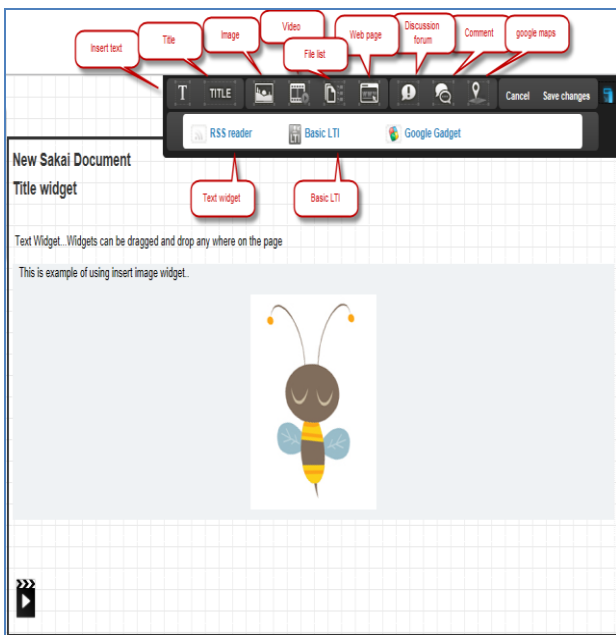 Insert text
Title
Image
Video
File list
Web page
Discussion
forum
Comment
google maps
T
TITLE
Cancel
Save changes
RSS reader
Basic LTI
Google Gadget
Text widget
Basic LTI
New Sakai Document
Title widget
Text Widget...Widgets can be dragged and drop any where on the page
This is example of using insert image widget..